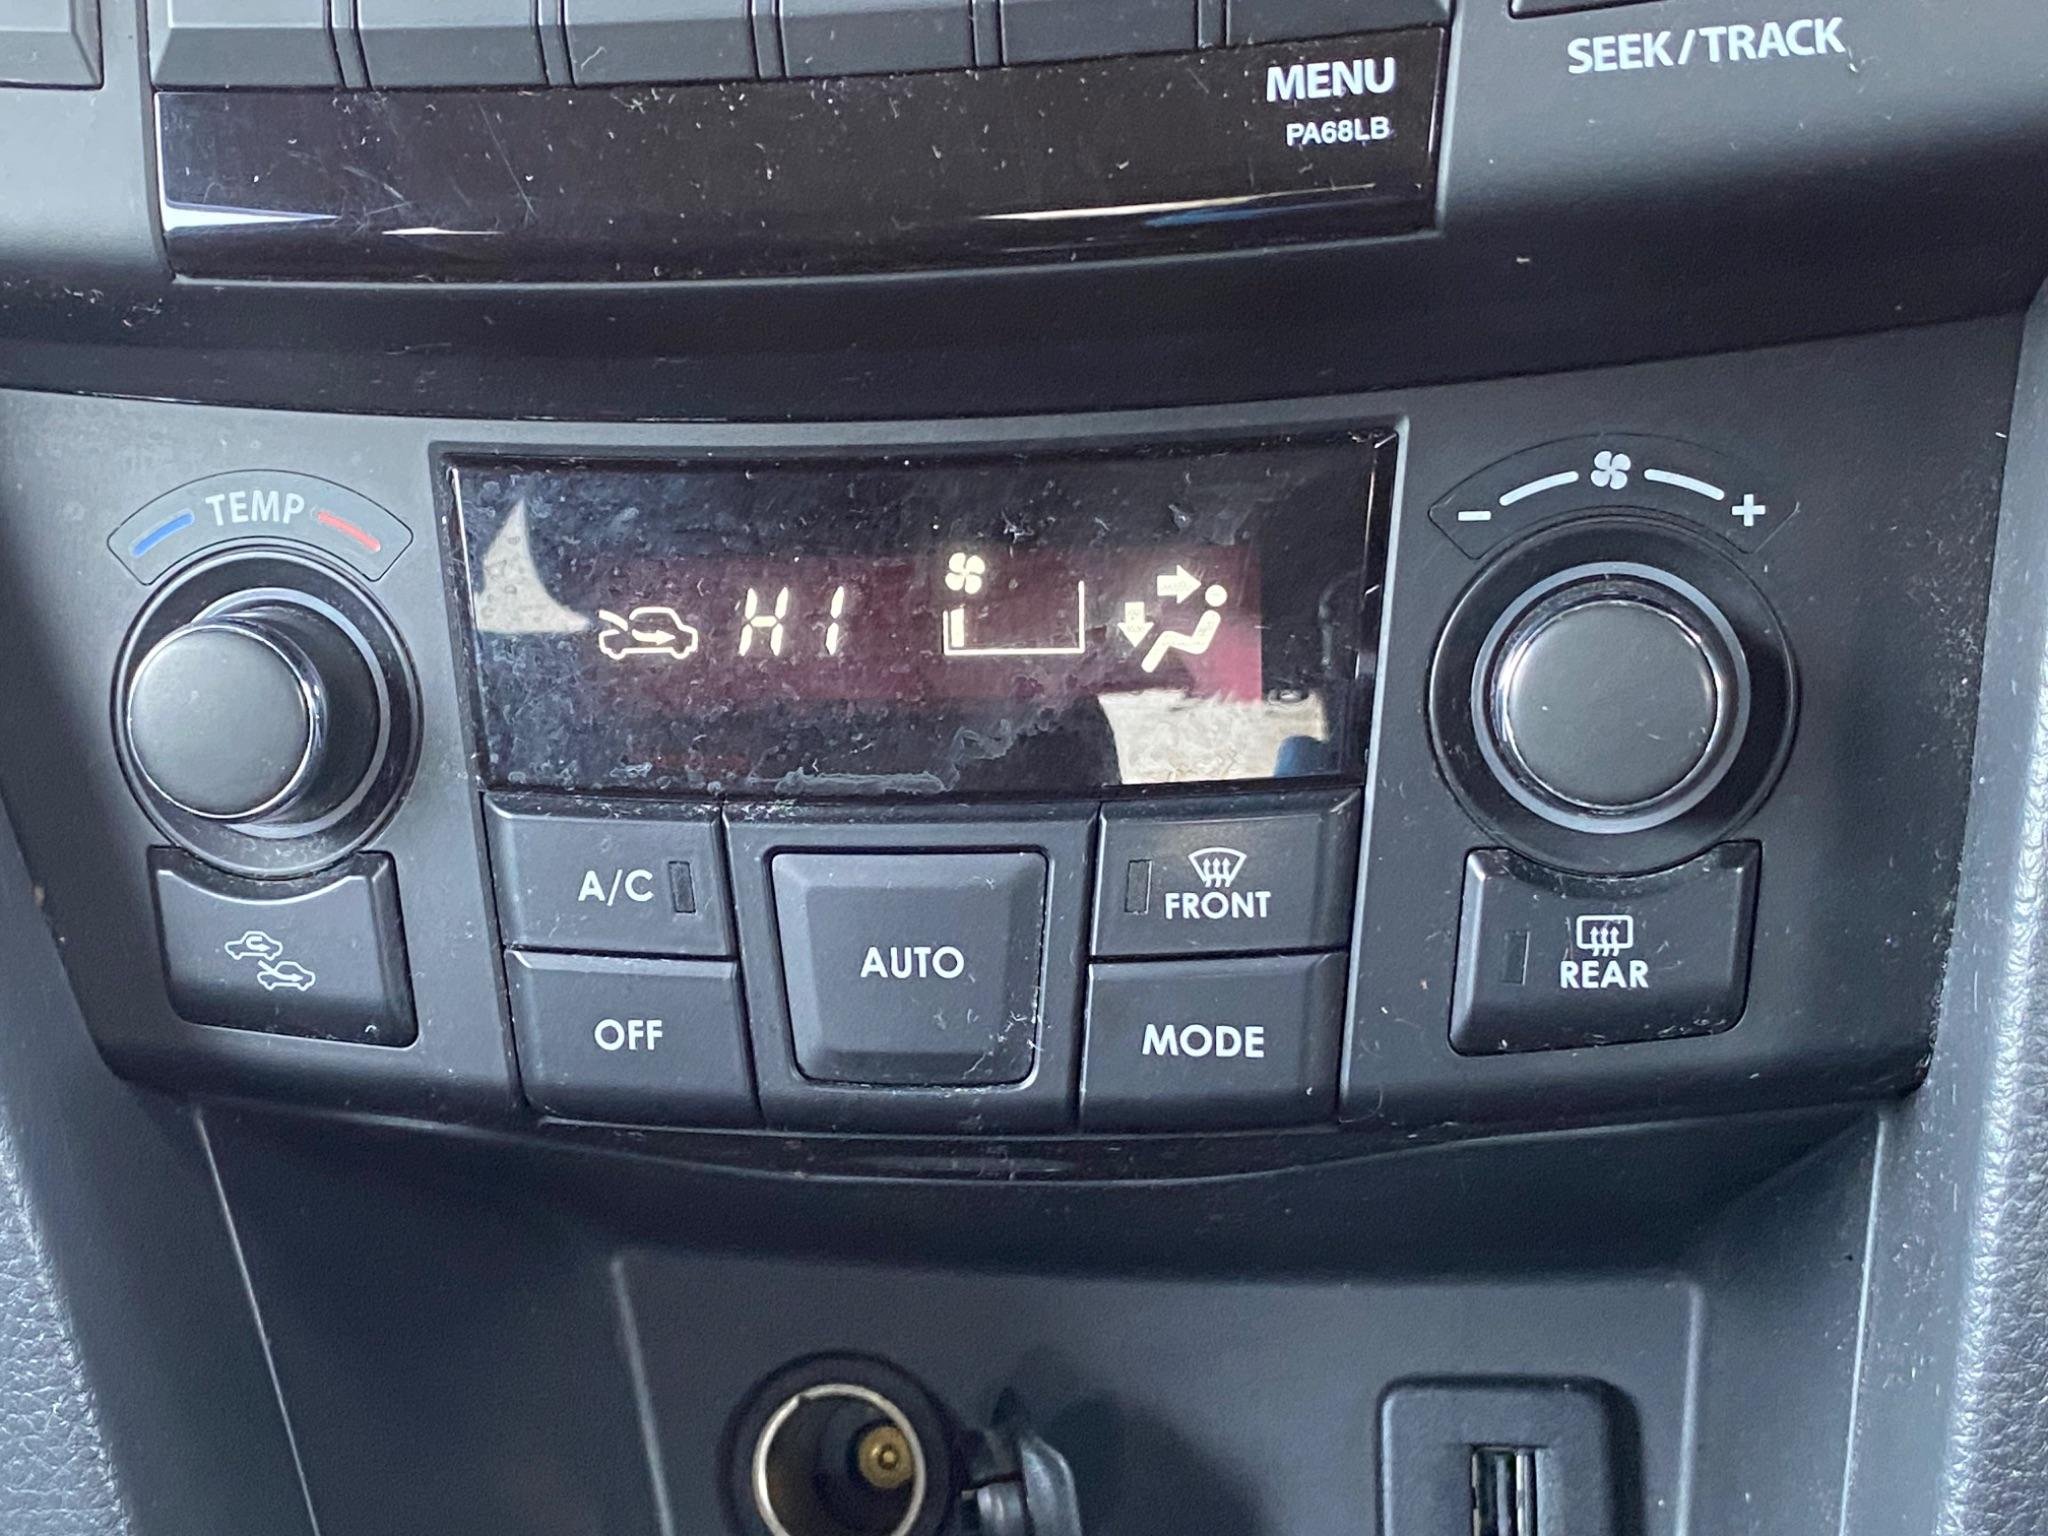 SEEK/TRACK
MENU
PA68LB
TEMP
- +
HI
A/C
FRONT
AUTO
REAR
OFF
MODE